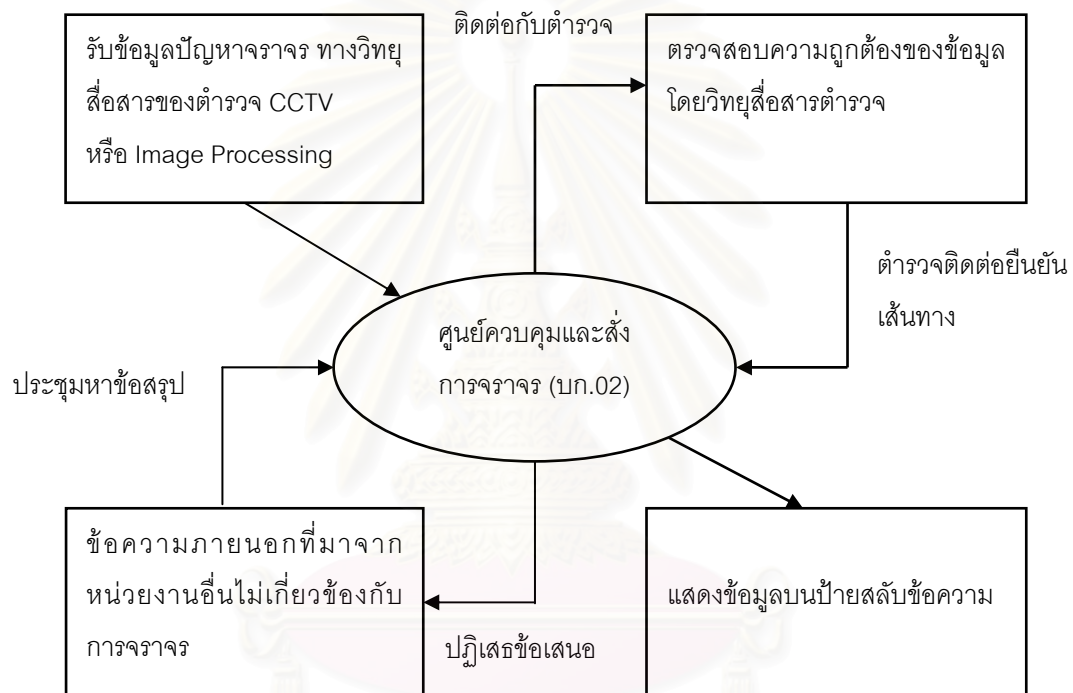 รับข้อมูลปัญหาจราจร ทางวิทยุ
สื่อสารของตำรวจ CCTV
หรือ Image Processing
ติดต่อกับตำรวจ
ตรวจสอบความถูกต้องของข้อมูล
โดยวิทยุสื่อสารตำรวจ
ตำรวจติดต่อยืนยัน
เส้นทาง
ศูนย์ควบคุมและสั่ง
การจราจร (บก.02)
ประชุมหาข้อสรุป
ข้อความภายนอกที่มาจาก
หน่วยงานอื่นไม่เกี่ยวข้องกับ
การจราจร
ปฏิเสธข้อเสนอ
แสดงข้อมูลบนป้ายสลับข้อความ